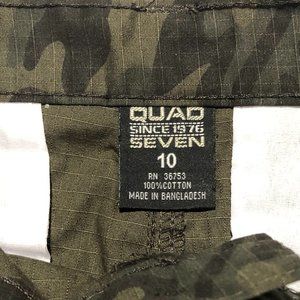 QUAD
SINCE 1976
SEVEN
10
RN 36753
100%COTTON
MADE IN BANGLADESH